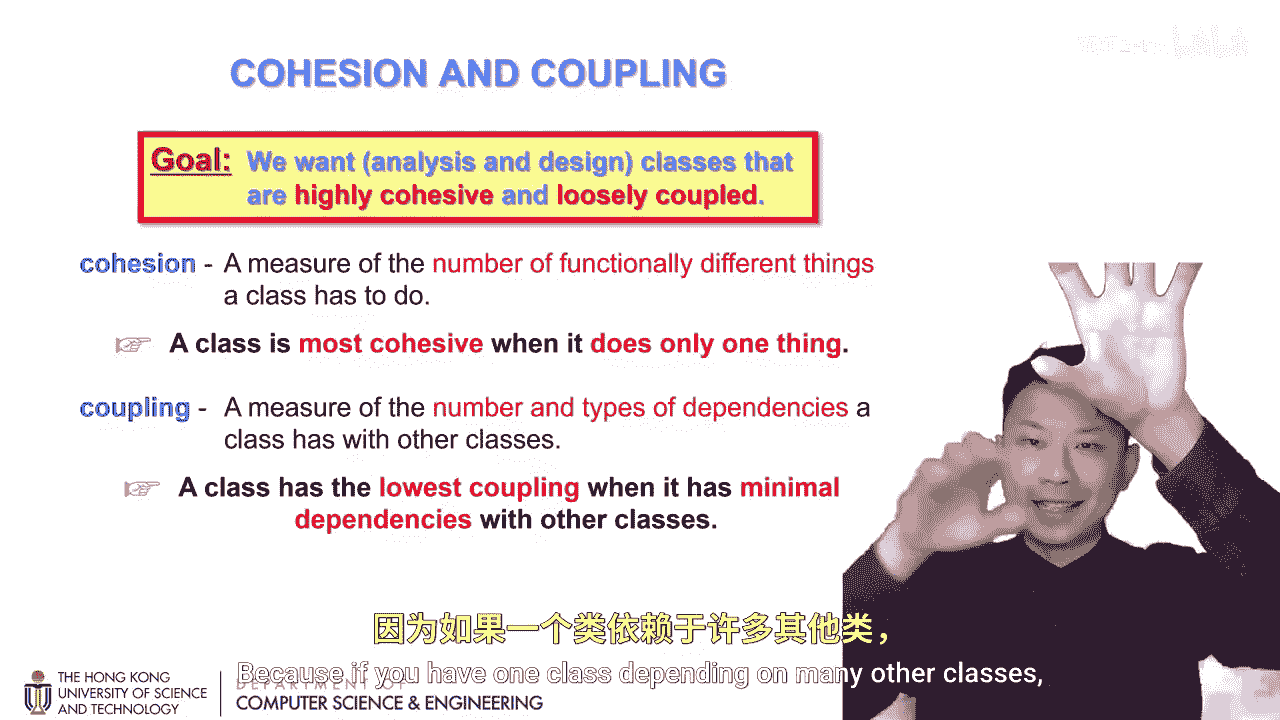 COHESION AND COUPLING
Goal: We want (analysis and design) classes that
are highly cohesive and loosely coupled.
cohesion - A measure of the number of functionally different things
a class has to do.
☞ A class is most cohesive when it does only one thing.
coupling - A measure of the number and types of dependencies a
class has with other classes.
☞ A class has the lowest coupling when it has minimal
dependencies with other classes.
因为如果一个类依赖于许多其他类，
Because if you have one class depending on many other classes,
THE HONG KONG
UNIVERSITY OF SCIENCE
AND TECHNOLOGY
DEPARTMENT OF
COMPUTER SCIENCE & ENGINEERING